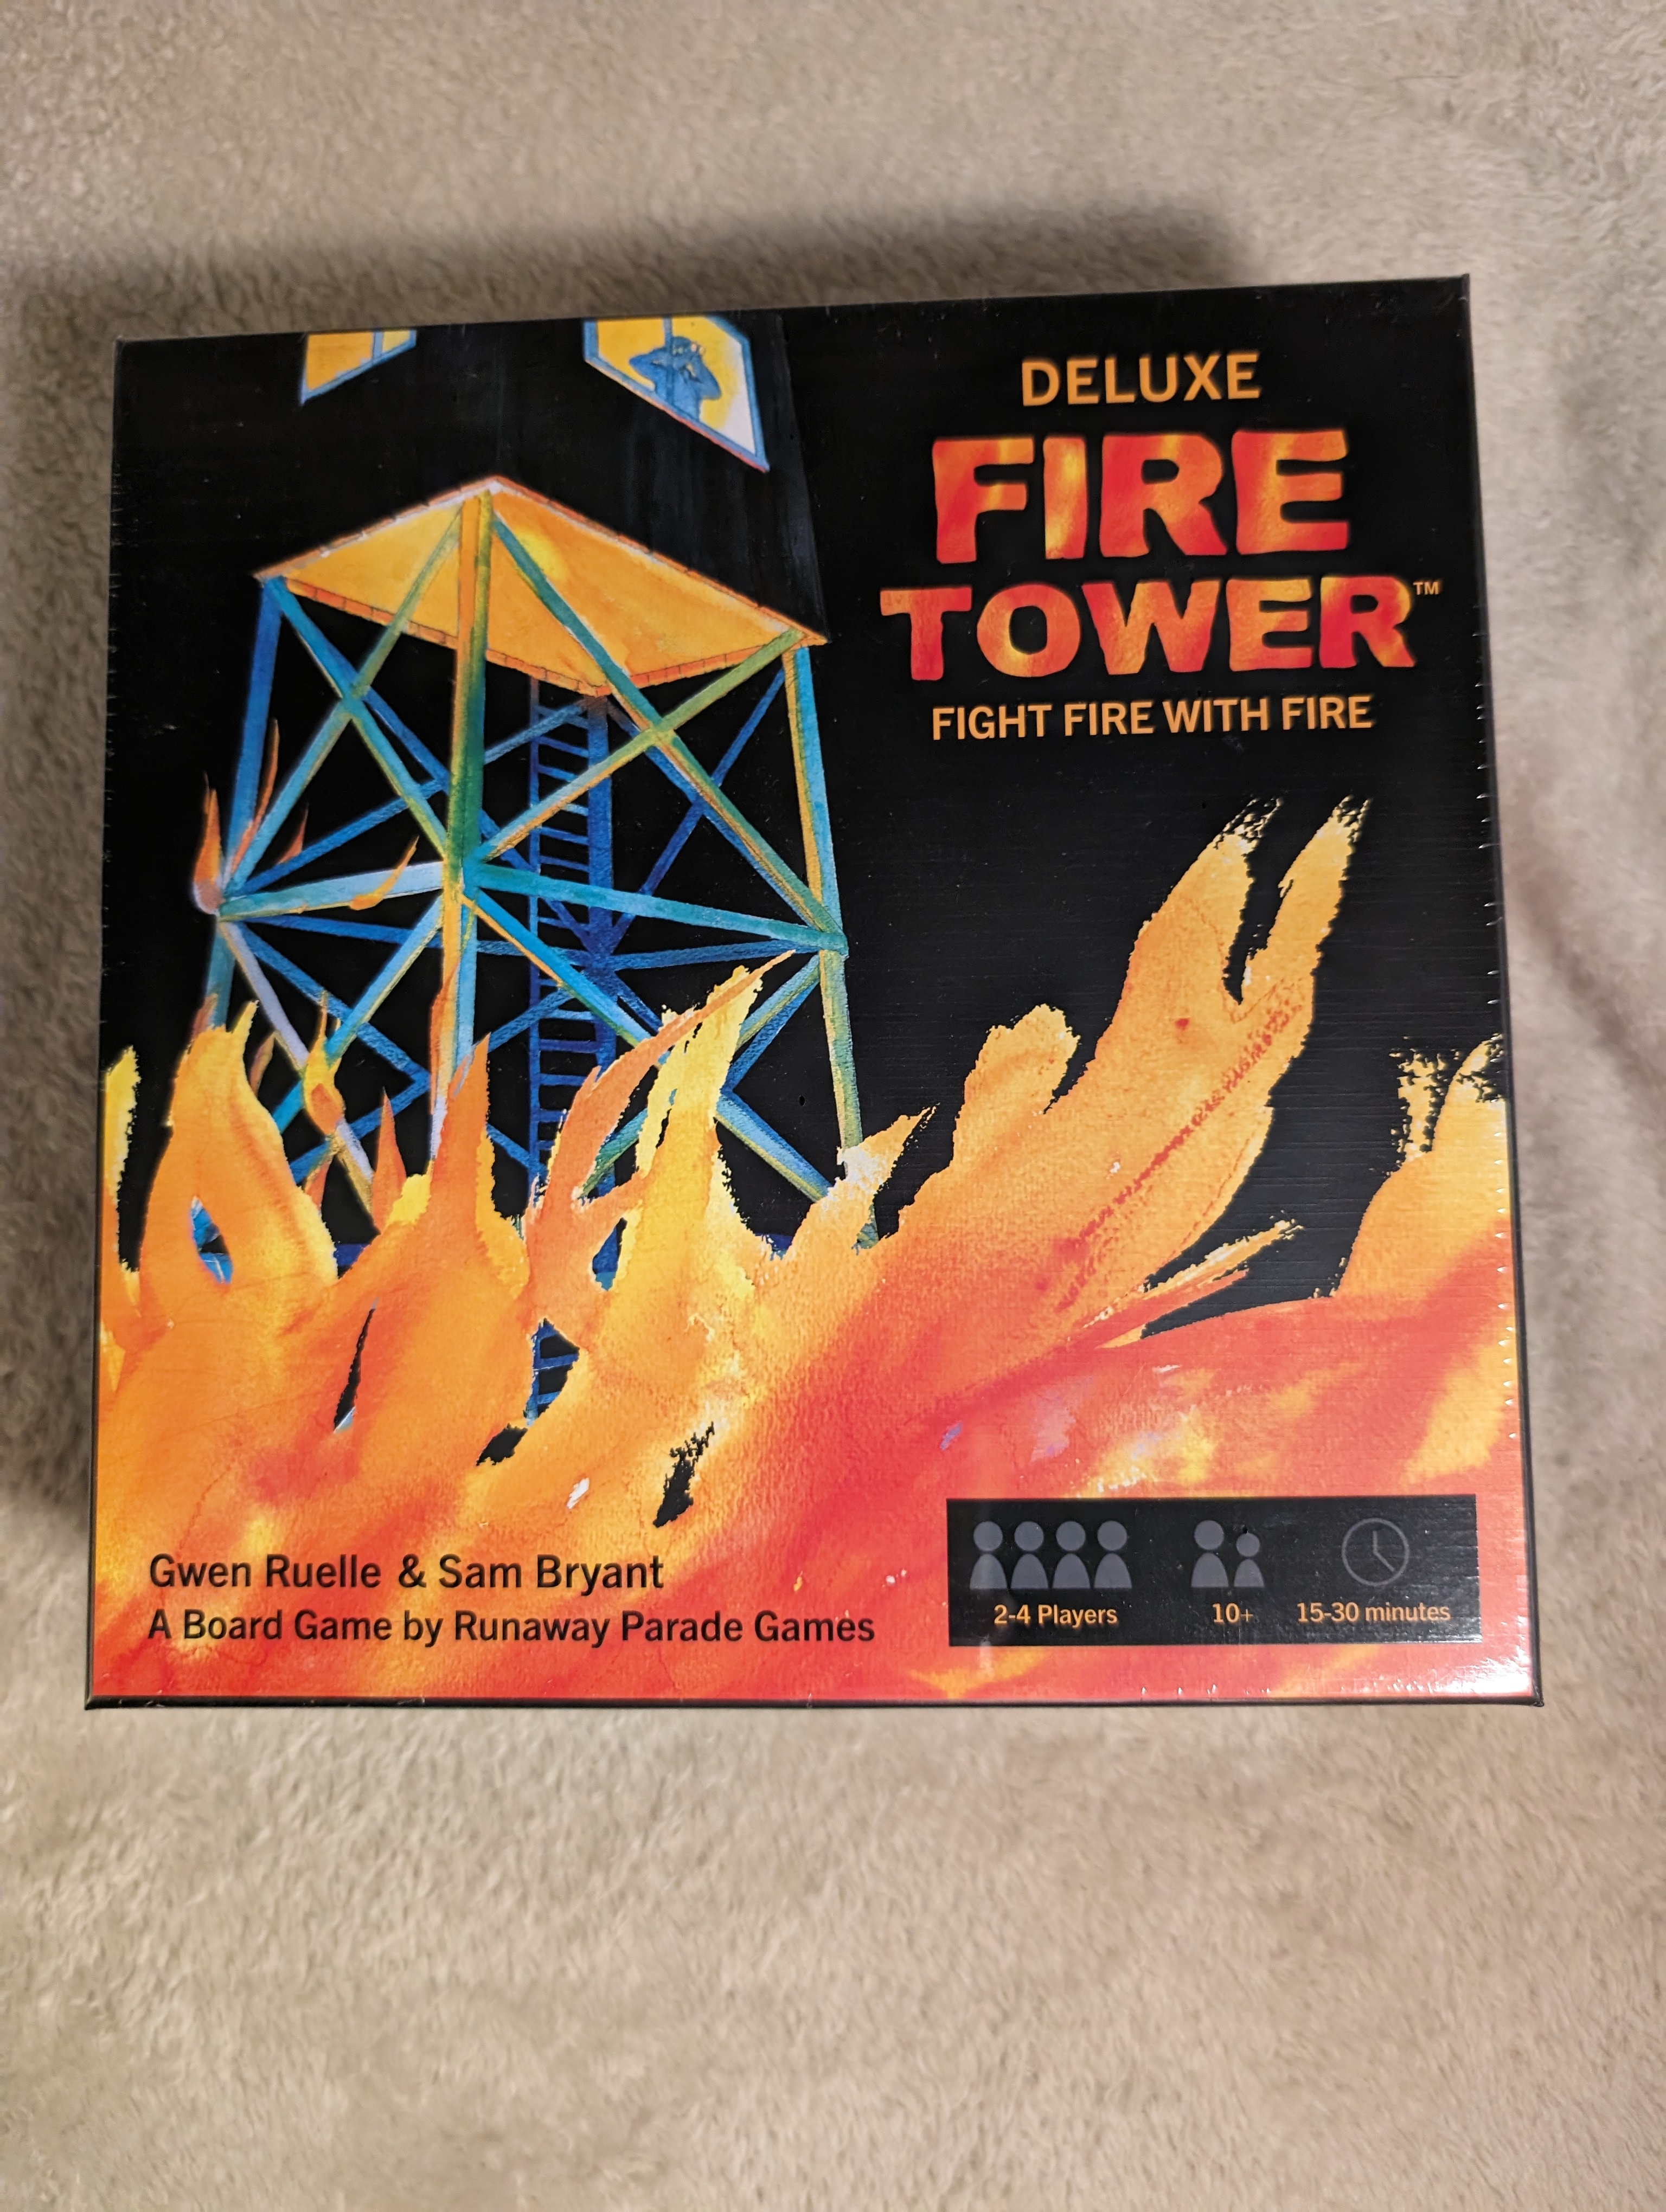 DELUXE
FIRE
TOWER™
FIGHT FIRE WITH FIRE
Gwen Ruelle & Sam Bryant
A Board Game by Runaway Parade Games
2-4 Players
10+
15-30 minutes